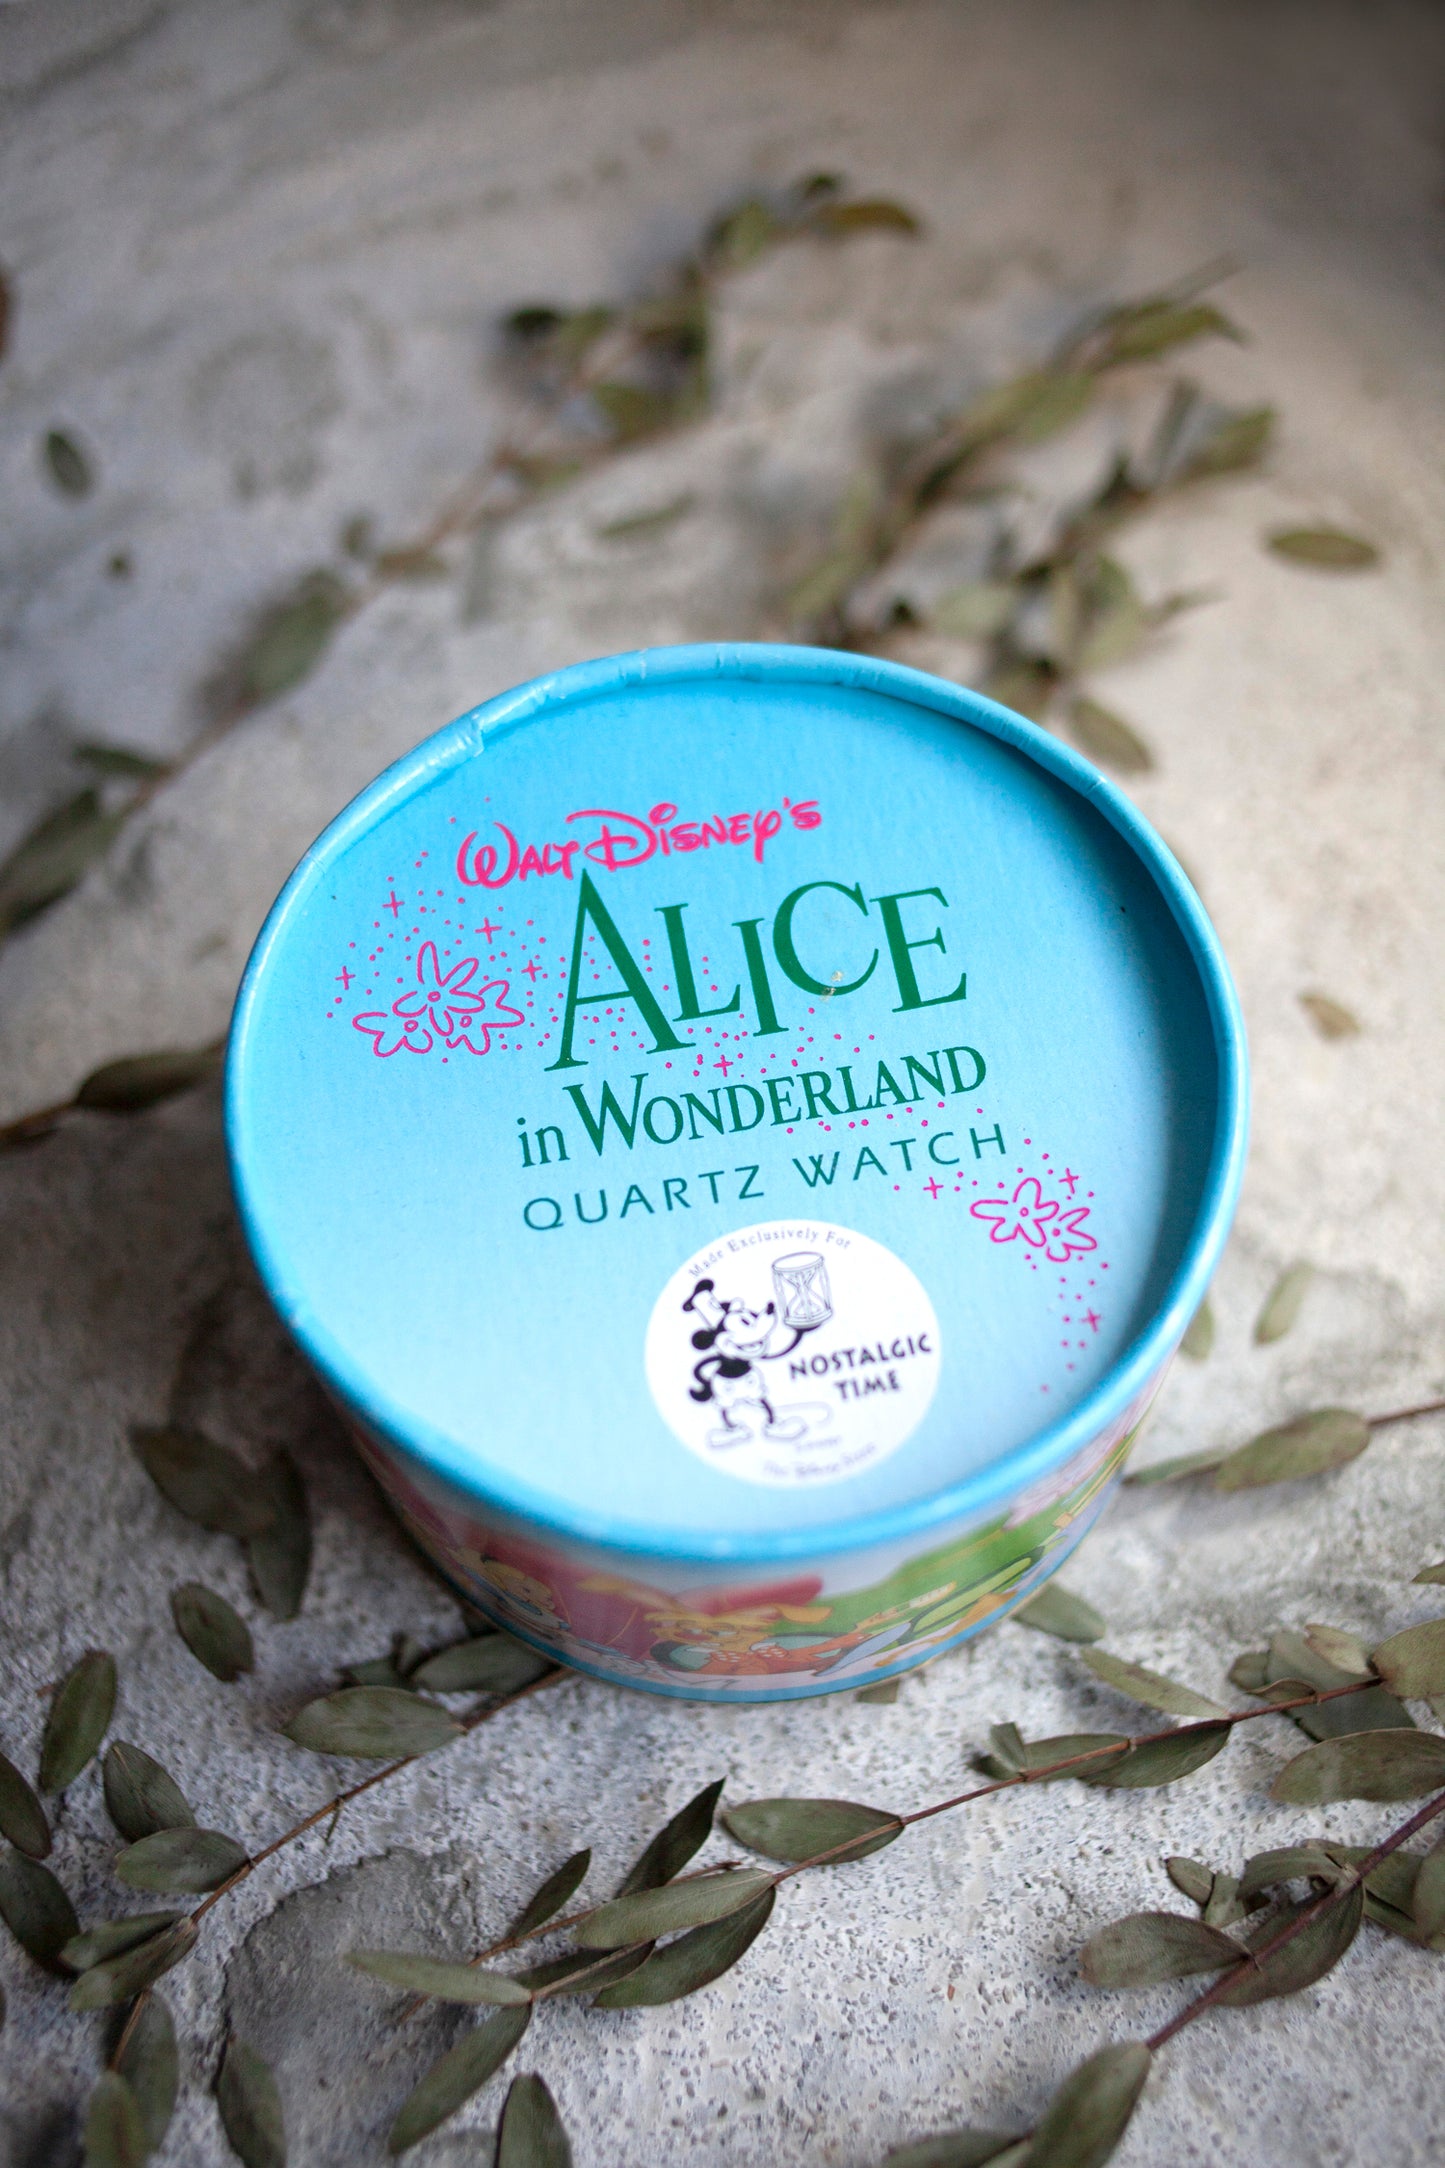 WALT DISNEY'S
ALICE
in WONDERLAND
QUARTZ WATCH
Made Exclusively For
NOSTALGIC
TIME